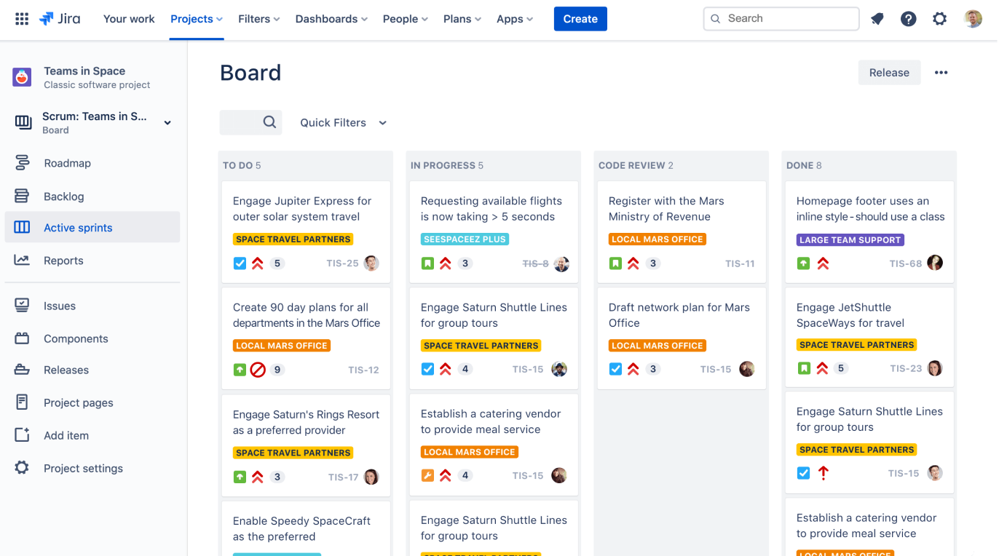 Jira
Your work
Projects
Filters
Dashboards
People
Plans
Apps
Create
Search
Teams in Space
Classic software project
Scrum: Teams in S...
Board
Roadmap
Backlog
Active sprints
Reports
Issues
Components
Releases
Project pages
Add item
Project settings
Board
Release
Quick Filters
TO DO 5
Engage Jupiter Express for
outer solar system travel
SPACE TRAVEL PARTNERS
5 TIS-25
Create 90 day plans for all
departments in the Mars Office
LOCAL MARS OFFICE
9 TIS-12
Engage Saturn's Rings Resort
as a preferred provider
SPACE TRAVEL PARTNERS
3 TIS-17
Enable Speedy SpaceCraft
as the preferred
IN PROGRESS 5
Requesting available flights
is now taking > 5 seconds
SEESPACEEZ PLUS
3 TIS-8
Engage Saturn Shuttle Lines
for group tours
SPACE TRAVEL PARTNERS
4 TIS-15
Establish a catering vendor
to provide meal service
LOCAL MARS OFFICE
4 TIS-15
Engage Saturn Shuttle Lines
for group tours
SPACE TRAVEL PARTNERS
CODE REVIEW 2
Register with the Mars
Ministry of Revenue
LOCAL MARS OFFICE
3 TIS-11
Draft network plan for Mars
Office
LOCAL MARS OFFICE
3 TIS-15
DONE 8
Homepage footer uses an
inline style - should use a class
LARGE TEAM SUPPORT
TIS-68
Engage JetShuttle
SpaceWays for travel
SPACE TRAVEL PARTNERS
5 TIS-23
Engage Saturn Shuttle Lines
for group tours
SPACE TRAVEL PARTNERS
TIS-15
Establish a catering vendor
to provide meal service
LOCAL MARS OFFICE